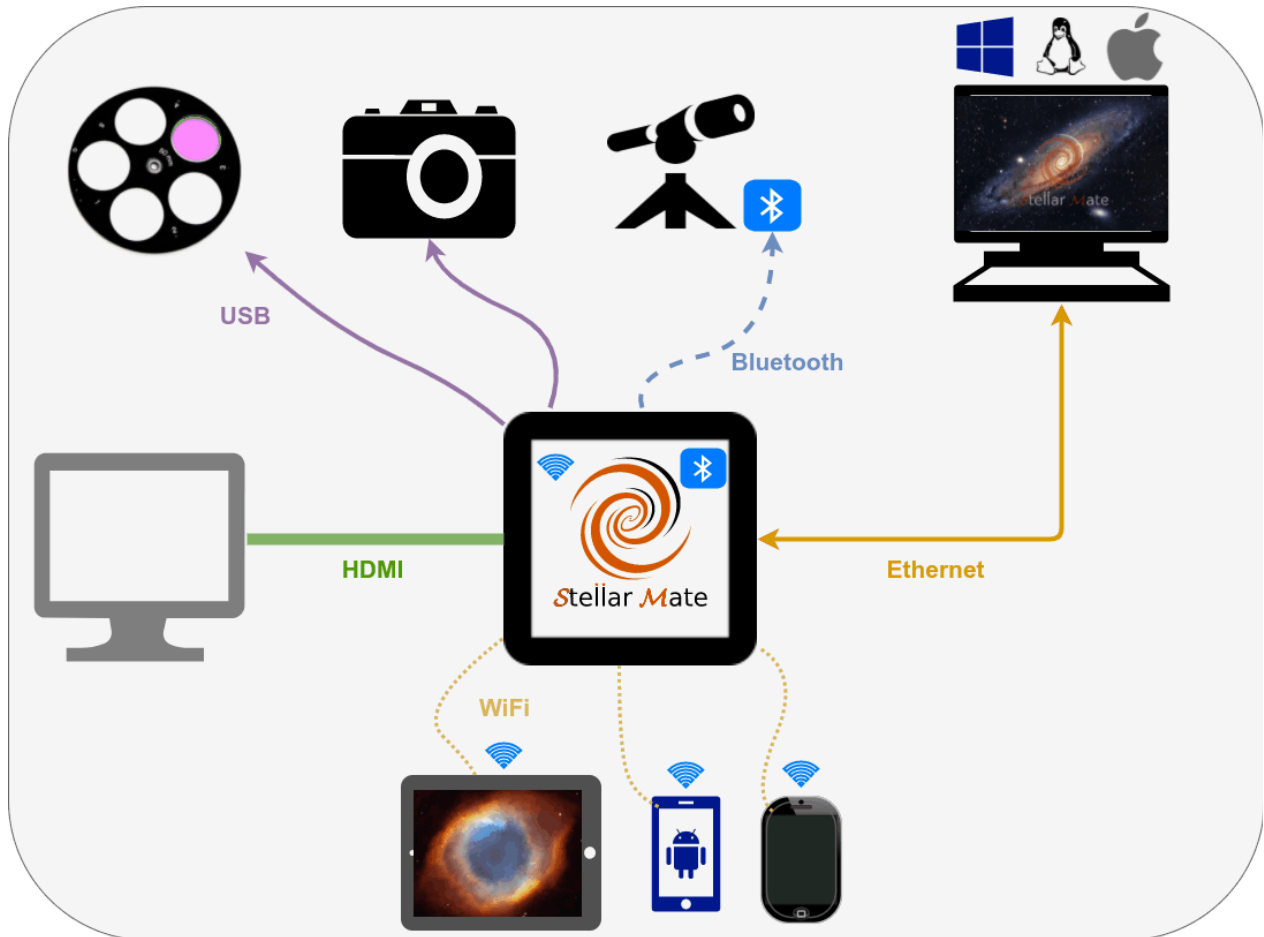 Stellar Mate
USB
Bluetooth
HDMI
Stellar Mate
Ethernet
WiFi